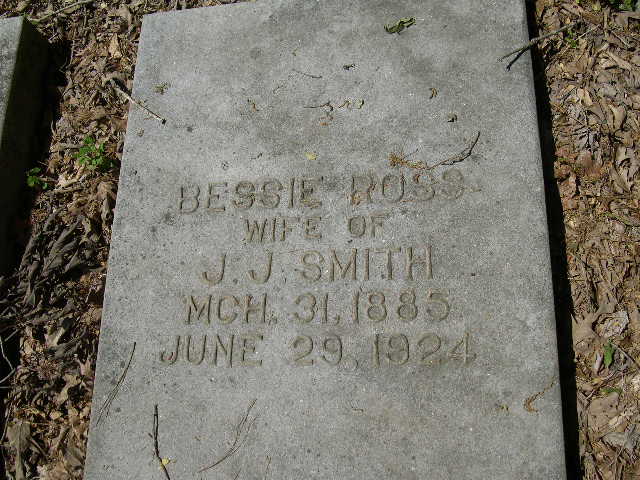 BESSIE ROSS
WIFE OF
J. J. SMITH
MCH. 31, 1885
JUNE 29, 1924